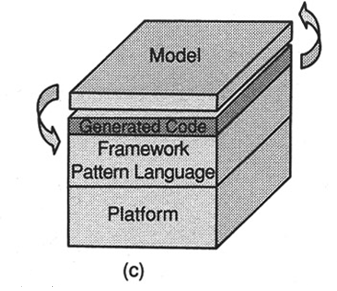 Model
Generated Code
Framework
Pattern Language
Platform
(c)